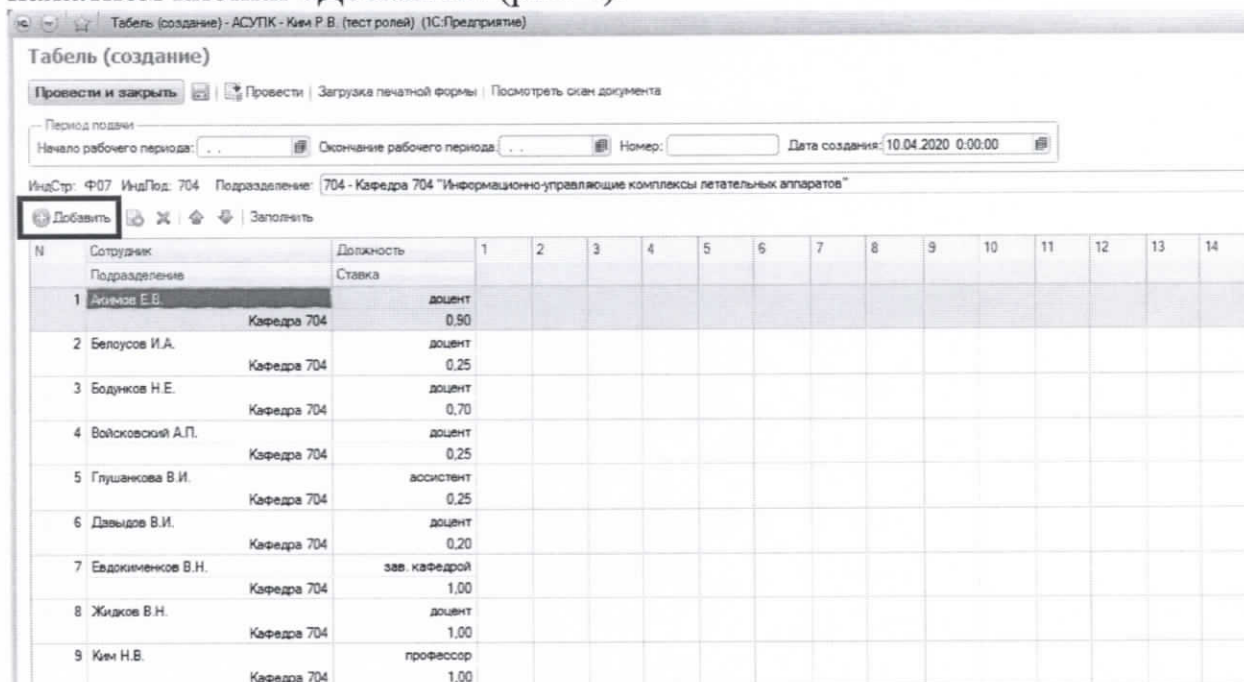 Табель (создание) - АСУПК - Ким Р.В. (тест ролей) (1С:Предприятие)
Табель (создание)
Провести и закрыть Провести Загрузка печатной формы Посмотреть скан документа
Период подачи
Начало рабочего периода: . . Окончание рабочего периода: . . Номер: Дата создания: 10.04.2020 0:00:00
ИндСтр: Ф07 ИндПод: 704 Подразделение: 704 - Кафедра 704 "Информационно-управляющие комплексы летательных аппаратов"
Добавить Заполнить
N Сотрудник Должность 1 2 3 4 5 6 7 8 9 10 11 12 13 14
Подразделение Ставка
1 Акимов Е.В. доцент
Кафедра 704 0,90
2 Белоусов И.А. доцент
Кафедра 704 0,25
3 Бодунков Н.Е. доцент
Кафедра 704 0,70
4 Войсковский А.П. доцент
Кафедра 704 0,25
5 Глушанкова В.И. ассистент
Кафедра 704 0,25
6 Давыдов В.И. доцент
Кафедра 704 0,20
7 Евдокименков В.Н. зав. кафедрой
Кафедра 704 1,00
8 Жидков В.Н. доцент
Кафедра 704 1,00
9 Ким Н.В. профессор
Кафедра 704 1,00